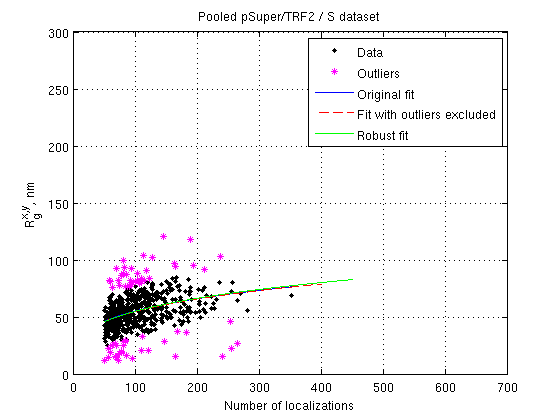 Pooled pSuper/TRF2 / S dataset
300
250
200
150
100
50
0
R_g^{x,y}, nm
Data
Outliers
Original fit
Fit with outliers excluded
Robust fit
0 100 200 300 400 500 600 700
Number of localizations